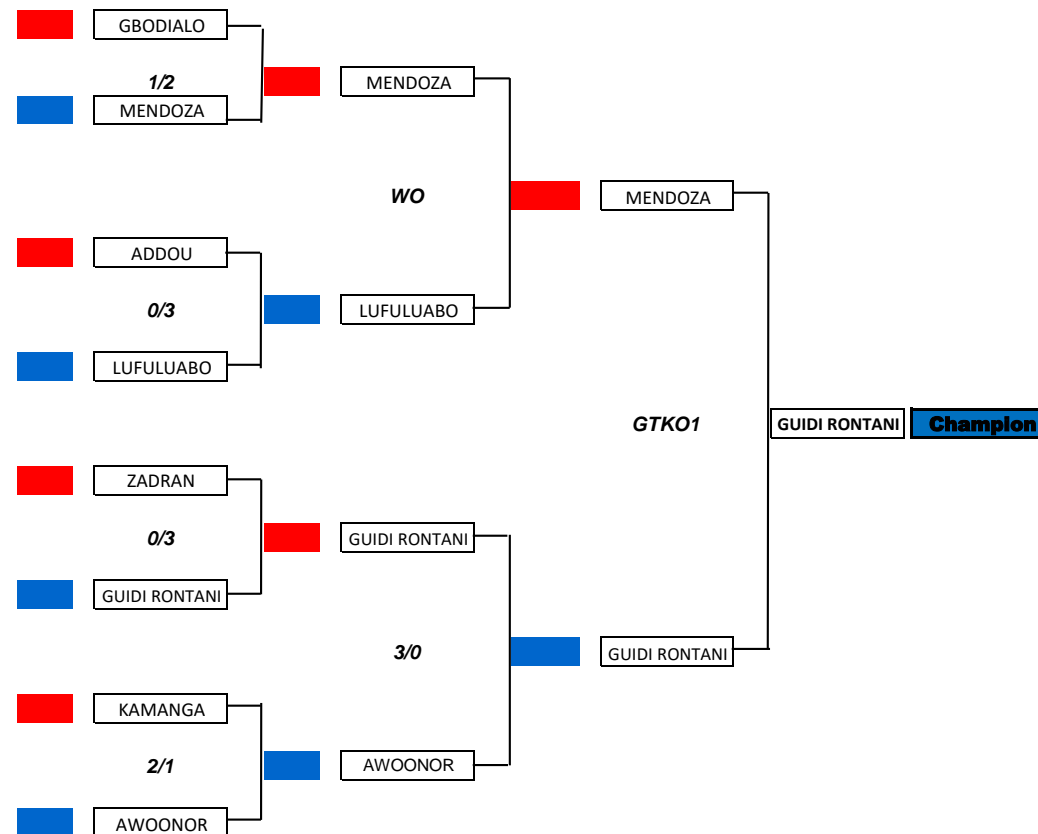 GBODIALO
1/2
MENDOZA
MENDOZA
WO
MENDOZA
ADDOU
0/3
LUFULUABO
LUFULUABO
GTKO1
GUIDI RONTANI Champion
ZADRAN
0/3
GUIDI RONTANI
GUIDI RONTANI
3/0
GUIDI RONTANI
KAMANGA
2/1
AWOONOR
AWOONOR